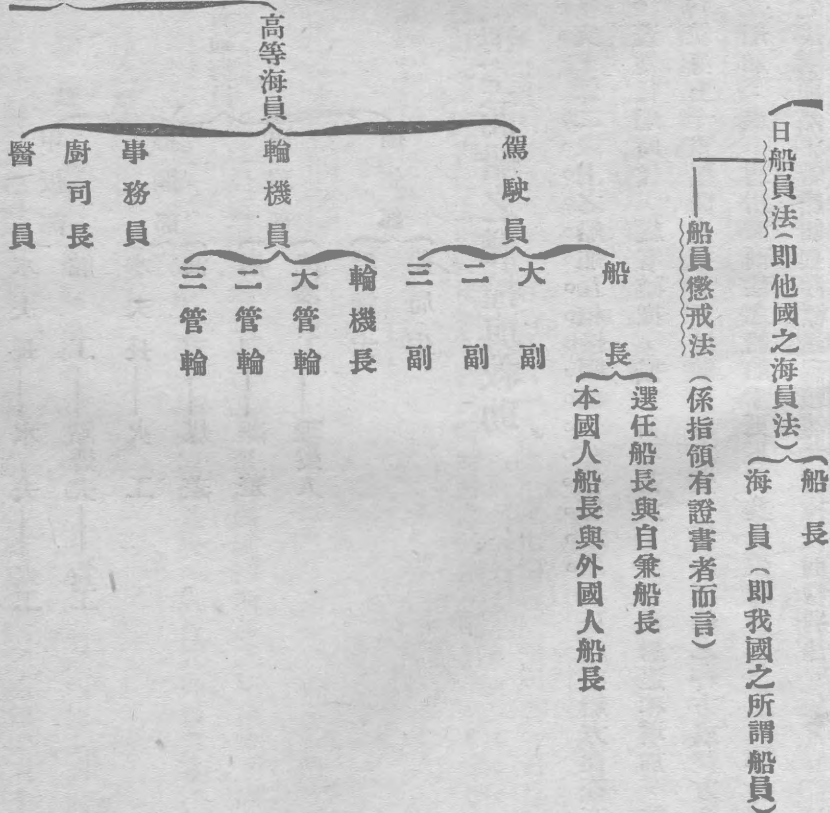 日船員法（即他國之海員法）
船長
海員（即我國之所謂船員）
船員懲戒法（係指領有證書者而言）
高等海員
駕駛員
船長
選任船長與自兼船長
本國人船長與外國人船長
大副
二副
三副
輪機員
輪機長
大管輪
二管輪
三管輪
事務員
廚司長
醫員